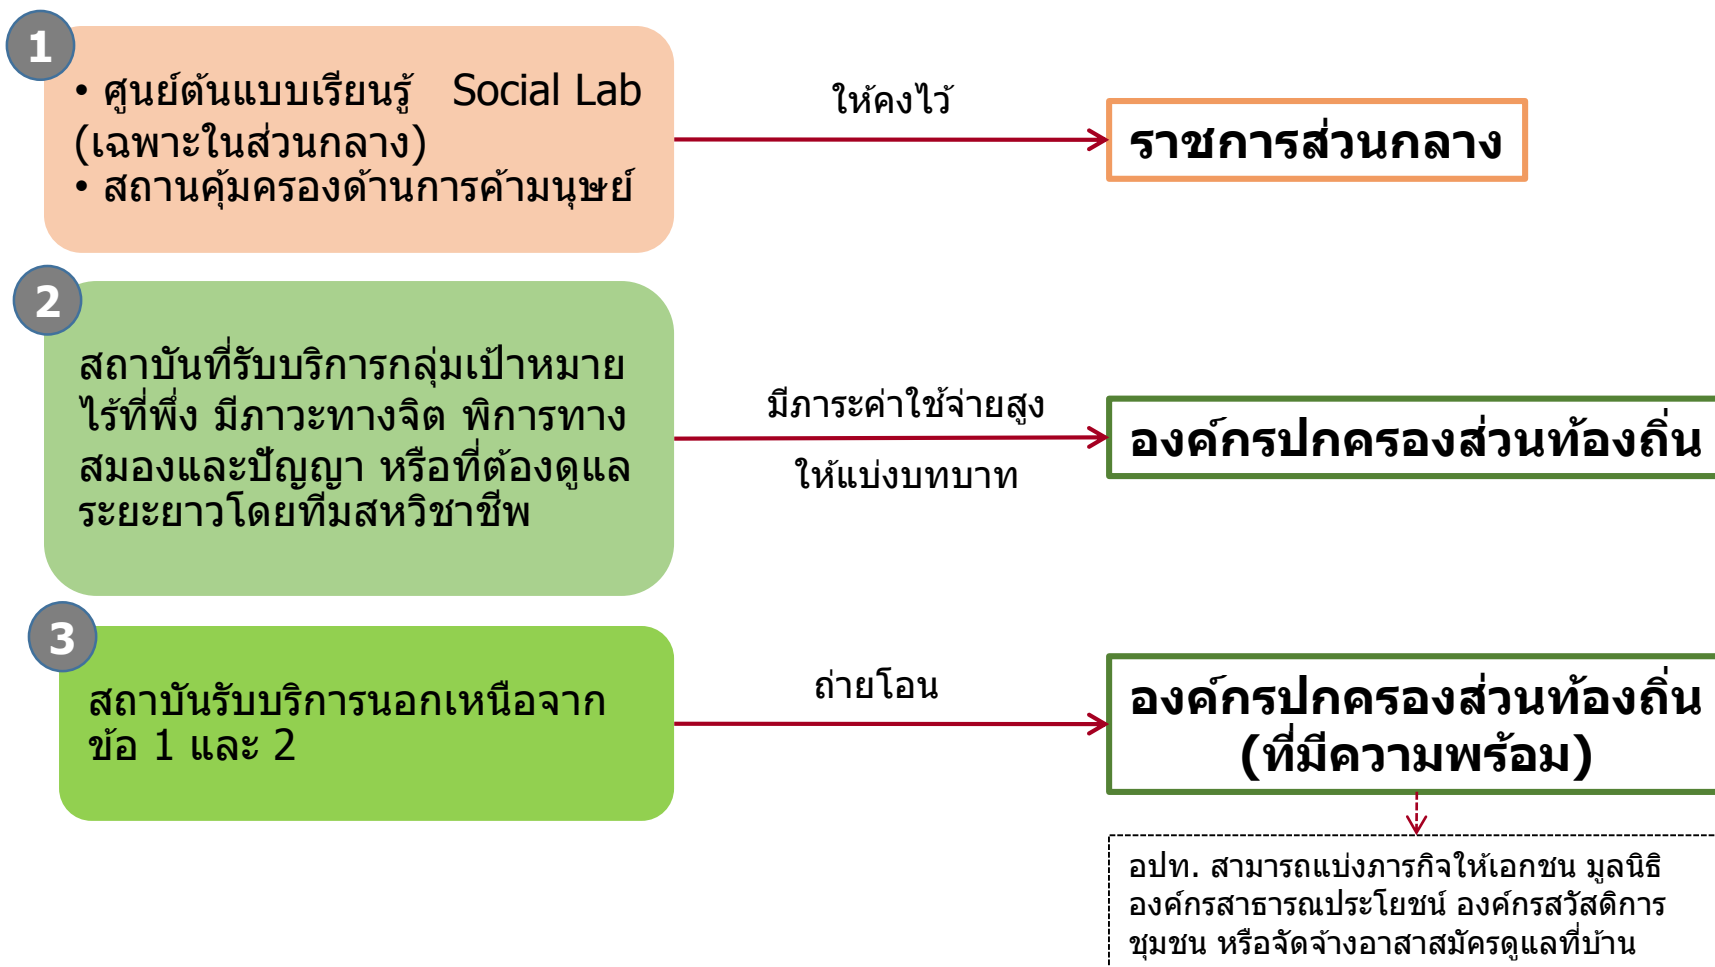 1
• ศูนย์ต้นแบบเรียนรู้ Social Lab
(เฉพาะในส่วนกลาง)
• สถานคุ้มครองด้านการค้ามนุษย์
ให้คงไว้
ราชการส่วนกลาง
2
สถาบันที่รับบริการกลุ่มเป้าหมาย
ไร้ที่พึ่ง มีภาวะทางจิต พิการทาง
สมองและปัญญา หรือที่ต้องดูแล
ระยะยาวโดยทีมสหวิชาชีพ
มีภาระค่าใช้จ่ายสูง
ให้แบ่งบทบาท
องค์กรปกครองส่วนท้องถิ่น
3
สถาบันรับบริการนอกเหนือจาก
ข้อ 1 และ 2
ถ่ายโอน
องค์กรปกครองส่วนท้องถิ่น
(ที่มีความพร้อม)
อปท. สามารถแบ่งภารกิจให้เอกชน มูลนิธิ
องค์กรสาธารณประโยชน์ องค์กรสวัสดิการ
ชุมชน หรือจัดจ้างอาสาสมัครดูแลที่บ้าน